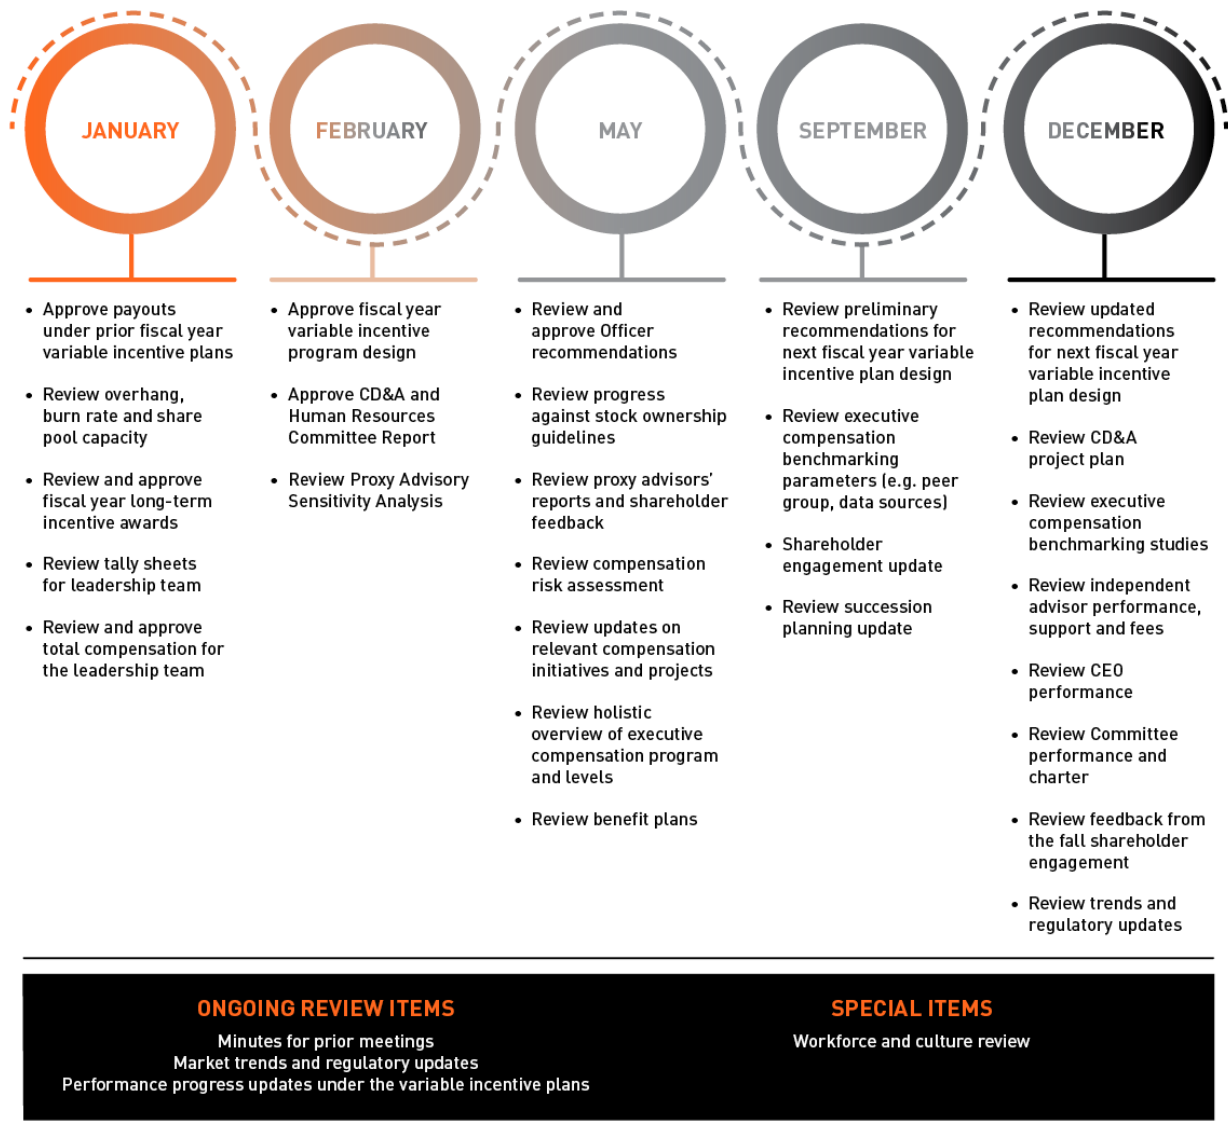 JANUARY
FEBRUARY
MAY
SEPTEMBER
DECEMBER
• Approve payouts
under prior fiscal year
variable incentive plans
• Review overhang,
burn rate and share
pool capacity
• Review and approve
fiscal year long-term
incentive awards
• Review tally sheets
for leadership team
• Review and approve
total compensation for
the leadership team
• Approve fiscal year
variable incentive
program design
• Approve CD&A and
Human Resources
Committee Report
• Review Proxy Advisory
Sensitivity Analysis
• Review and
approve Officer
recommendations
• Review progress
against stock ownership
guidelines
• Review proxy advisors’
reports and shareholder
feedback
• Review compensation
risk assessment
• Review updates on
relevant compensation
initiatives and projects
• Review holistic
overview of executive
compensation program
and levels
• Review benefit plans
• Review preliminary
recommendations for
next fiscal year variable
incentive plan design
• Review executive
compensation
benchmarking
parameters (e.g. peer
group, data sources)
• Shareholder
engagement update
• Review succession
planning update
• Review updated
recommendations
for next fiscal year
variable incentive
plan design
• Review CD&A
project plan
• Review executive
compensation
benchmarking studies
• Review independent
advisor performance,
support and fees
• Review CEO
performance
• Review Committee
performance and
charter
• Review feedback from
the fall shareholder
engagement
• Review trends and
regulatory updates
ONGOING REVIEW ITEMS
Minutes for prior meetings
Market trends and regulatory updates
Performance progress updates under the variable incentive plans
SPECIAL ITEMS
Workforce and culture review